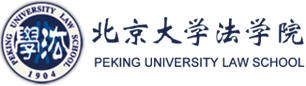 PEKING UNIVERSITY LAW SCHOOL
1904
北京大学法学院
PEKING UNIVERSITY LAW SCHOOL